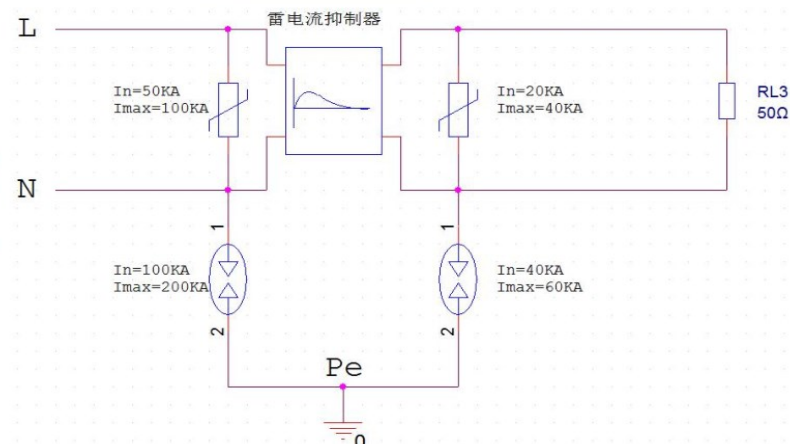 雷电流抑制器
L
In=50KA
Imax=100KA
In=20KA
Imax=40KA
RL3
50Ω
N
1
1
In=100KA
Imax=200KA
In=40KA
Imax=60KA
2
2
Pe
0